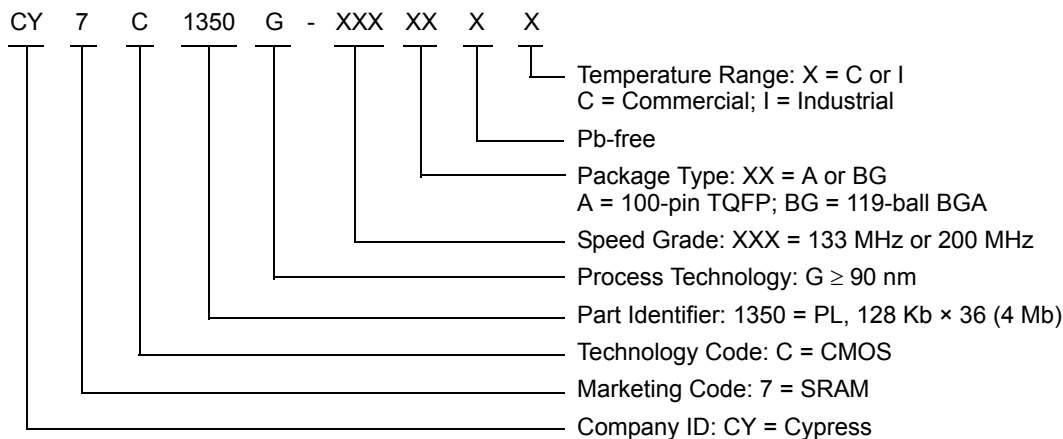 CY 7 C 1350 G - XXX XX X X
Temperature Range: X = C or I
C = Commercial; I = Industrial
Pb-free
Package Type: XX = A or BG
A = 100-pin TQFP; BG = 119-ball BGA
Speed Grade: XXX = 133 MHz or 200 MHz
Process Technology: G ≥ 90 nm
Part Identifier: 1350 = PL, 128 Kb × 36 (4 Mb)
Technology Code: C = CMOS
Marketing Code: 7 = SRAM
Company ID: CY = Cypress